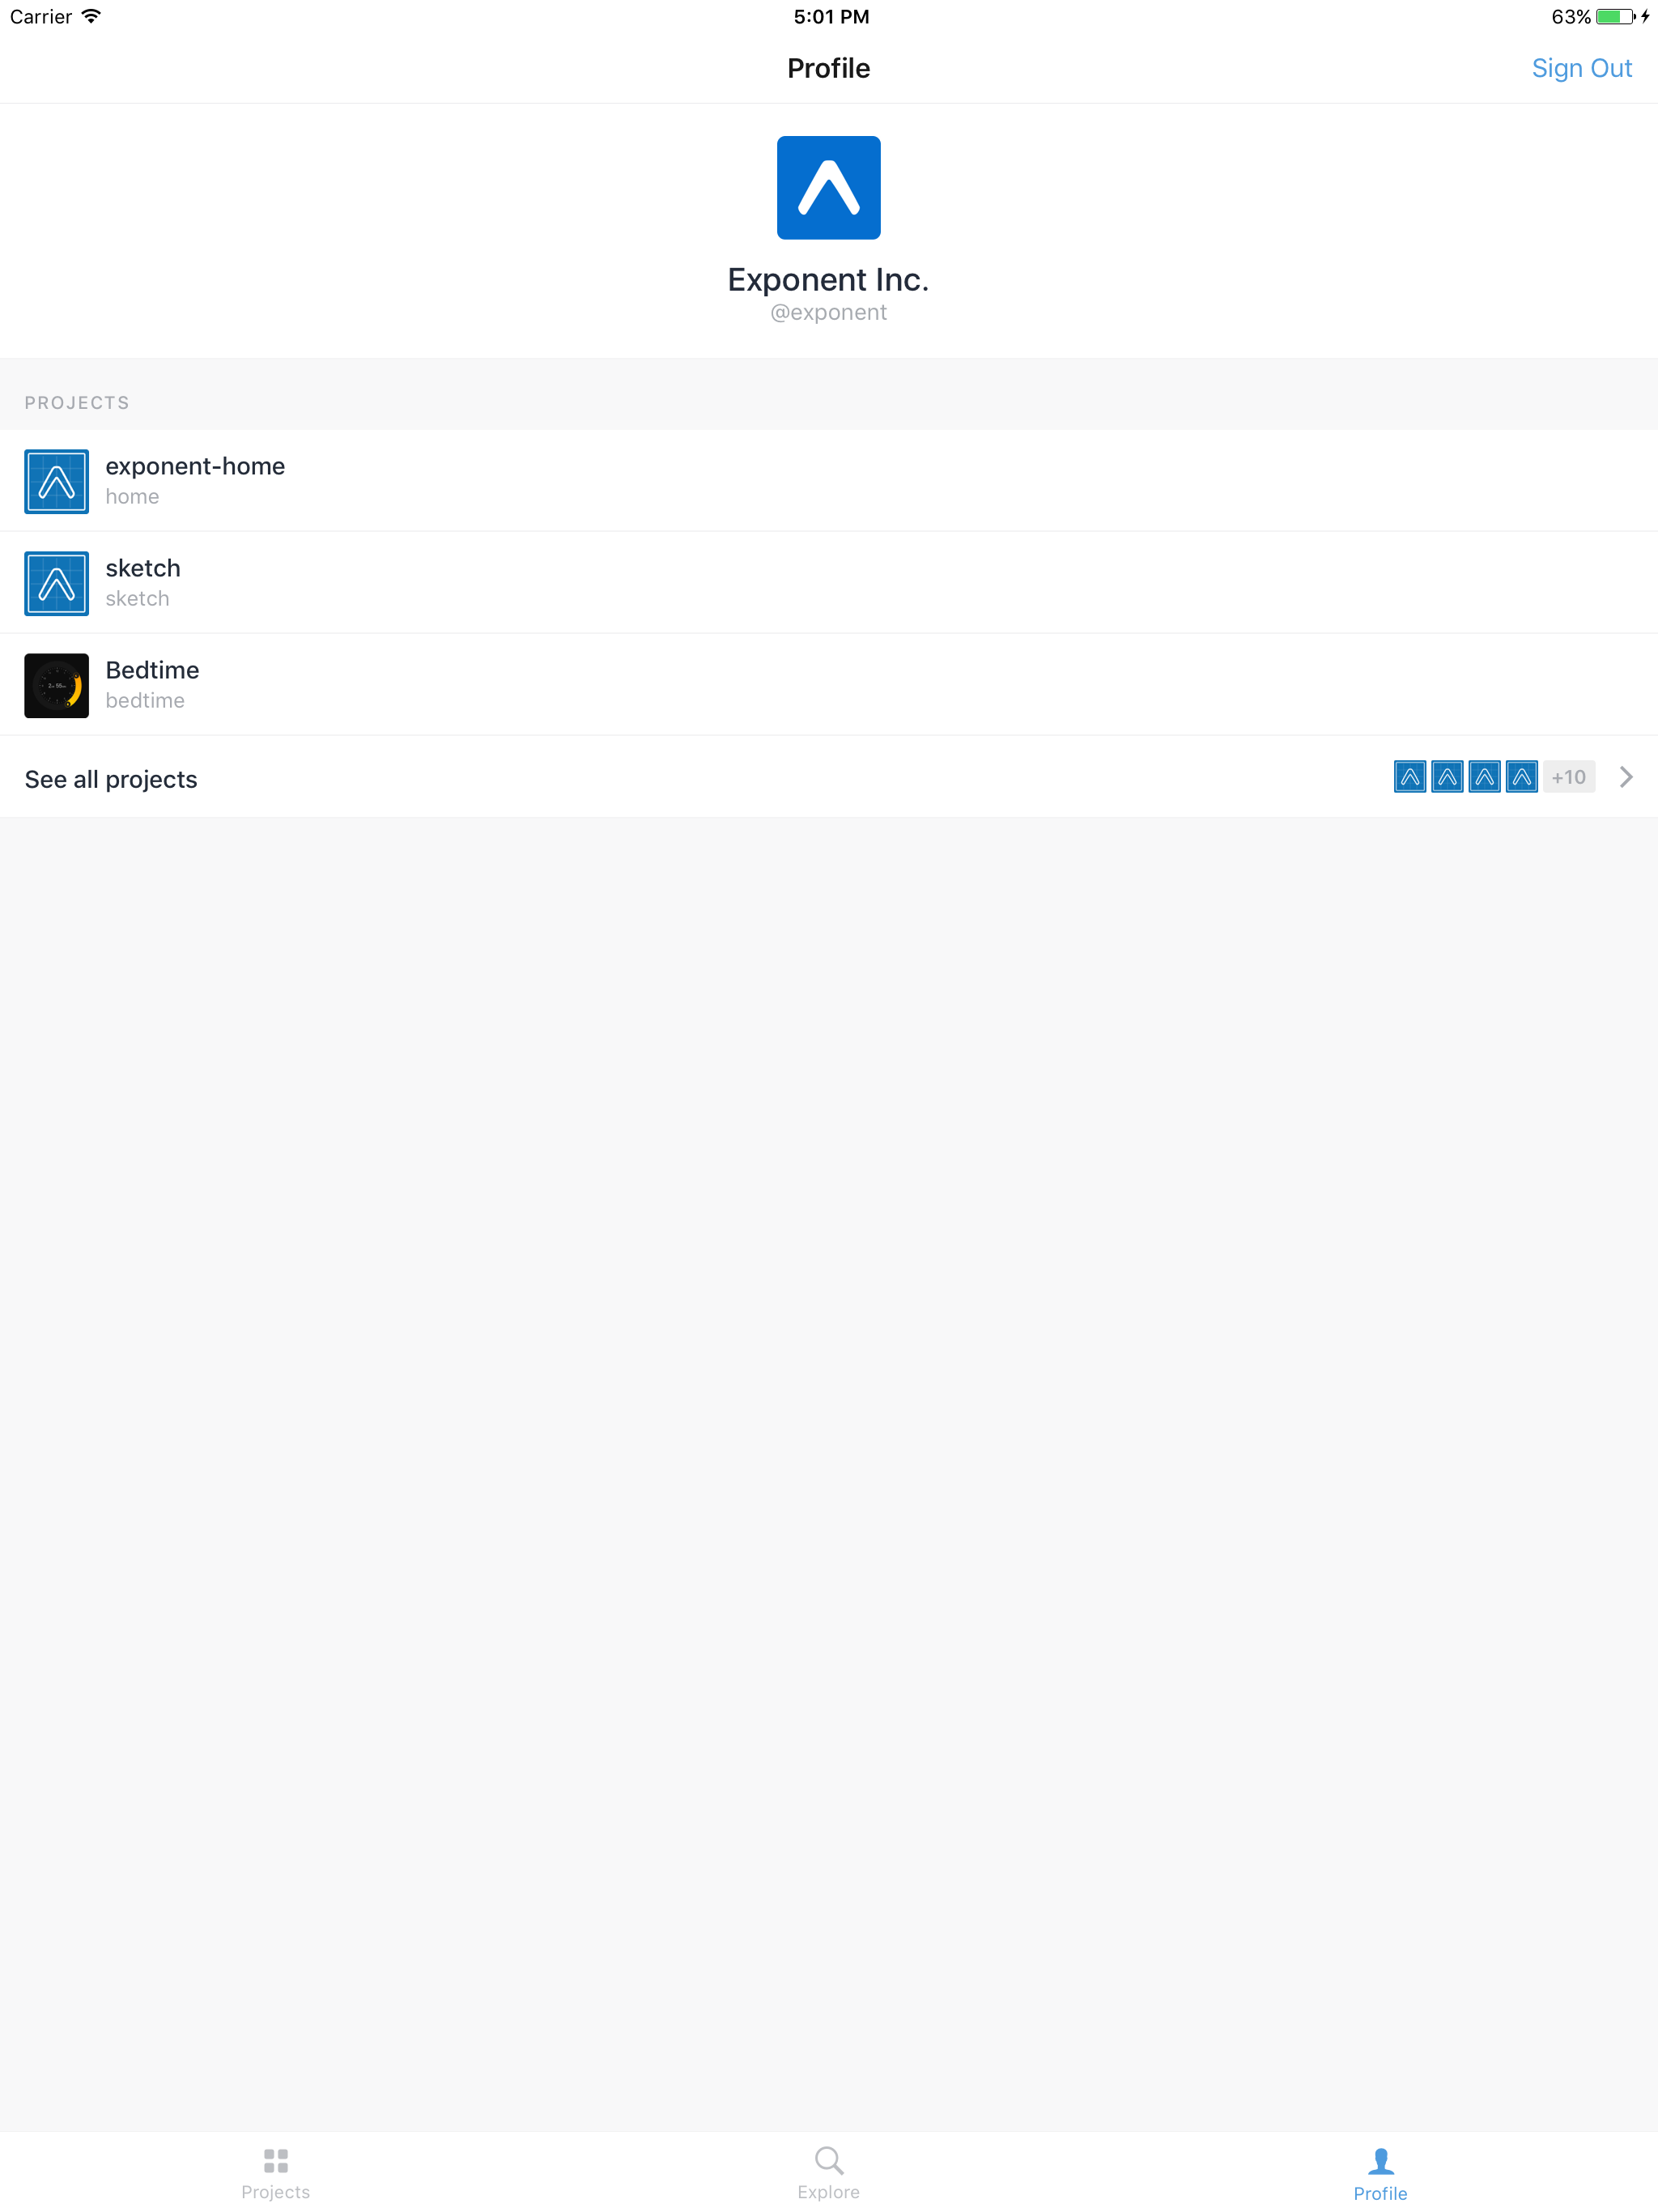 Carrier 5:01 PM 63%
Profile Sign Out
Exponent Inc.
@exponent
PROJECTS
exponent-home
home
sketch
sketch
Bedtime
bedtime
See all projects +10
Projects Explore Profile